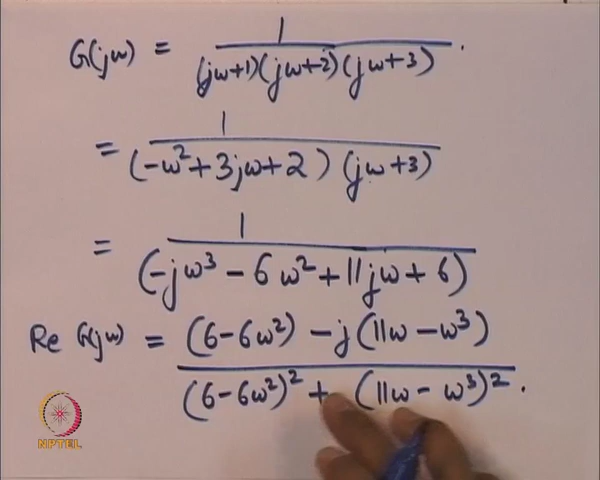 G(jω) = 1 / (jω+1)(jω+2)(jω+3) .
= 1 / (-ω² + 3jω + 2) (jω+3)
= 1 / (-jω³ - 6ω² + 11jω + 6)
Re G(jω) = (6-6ω²) - j(11ω - ω³) / (6-6ω²)² + (11ω - ω³)² .
NPTEL